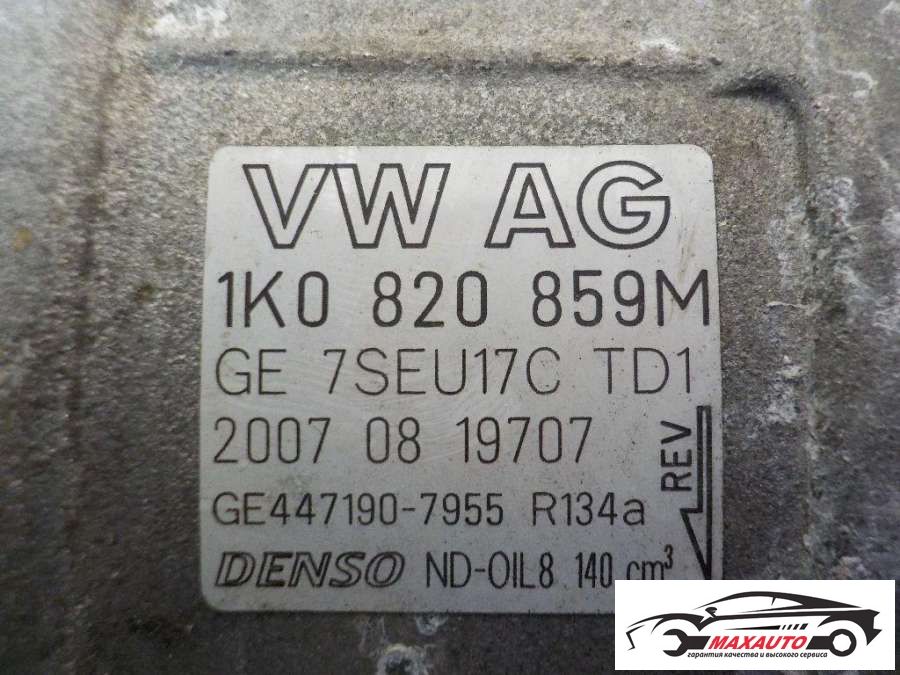 VW AG
1K0 820 859M
GE 7SEU17C TD1
2007 08 19707
REV
GE447190-7955 R134a
DENSO ND-OIL8 140 cm³
MAXAUTO
гарантия качества и высокого сервиса